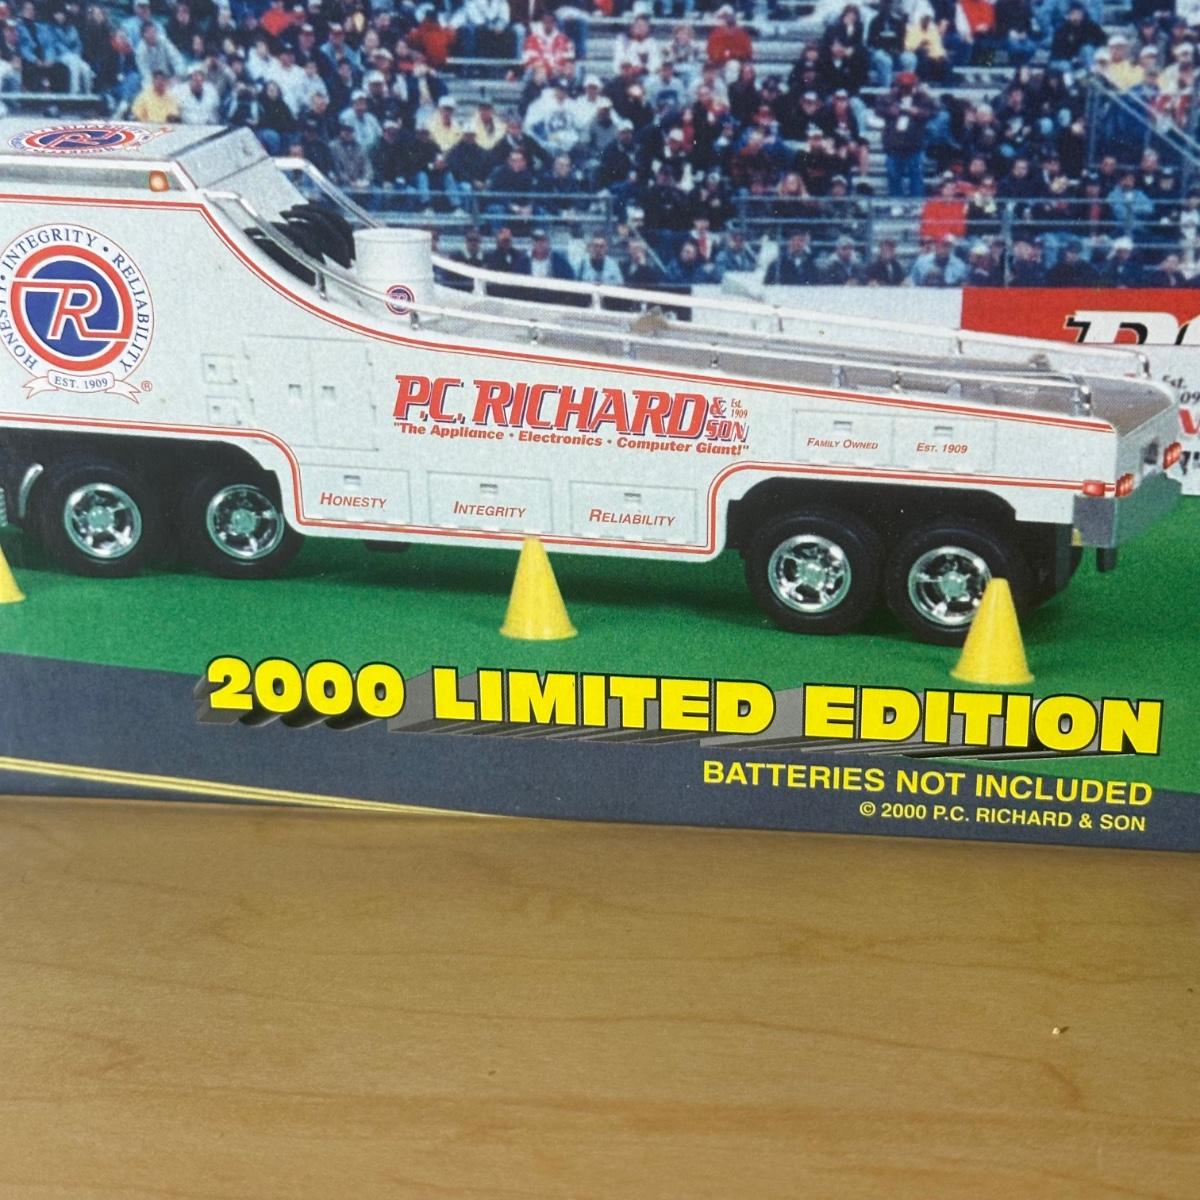 HONESTY • INTEGRITY • RELIABILITY
R
EST. 1909
®
P.C. RICHARD & SON
Est. 1909
"The Appliance • Electronics • Computer Giant!"
FAMILY OWNED
EST. 1909
HONESTY
INTEGRITY
RELIABILITY
2000 LIMITED EDITION
BATTERIES NOT INCLUDED
© 2000 P.C. RICHARD & SON